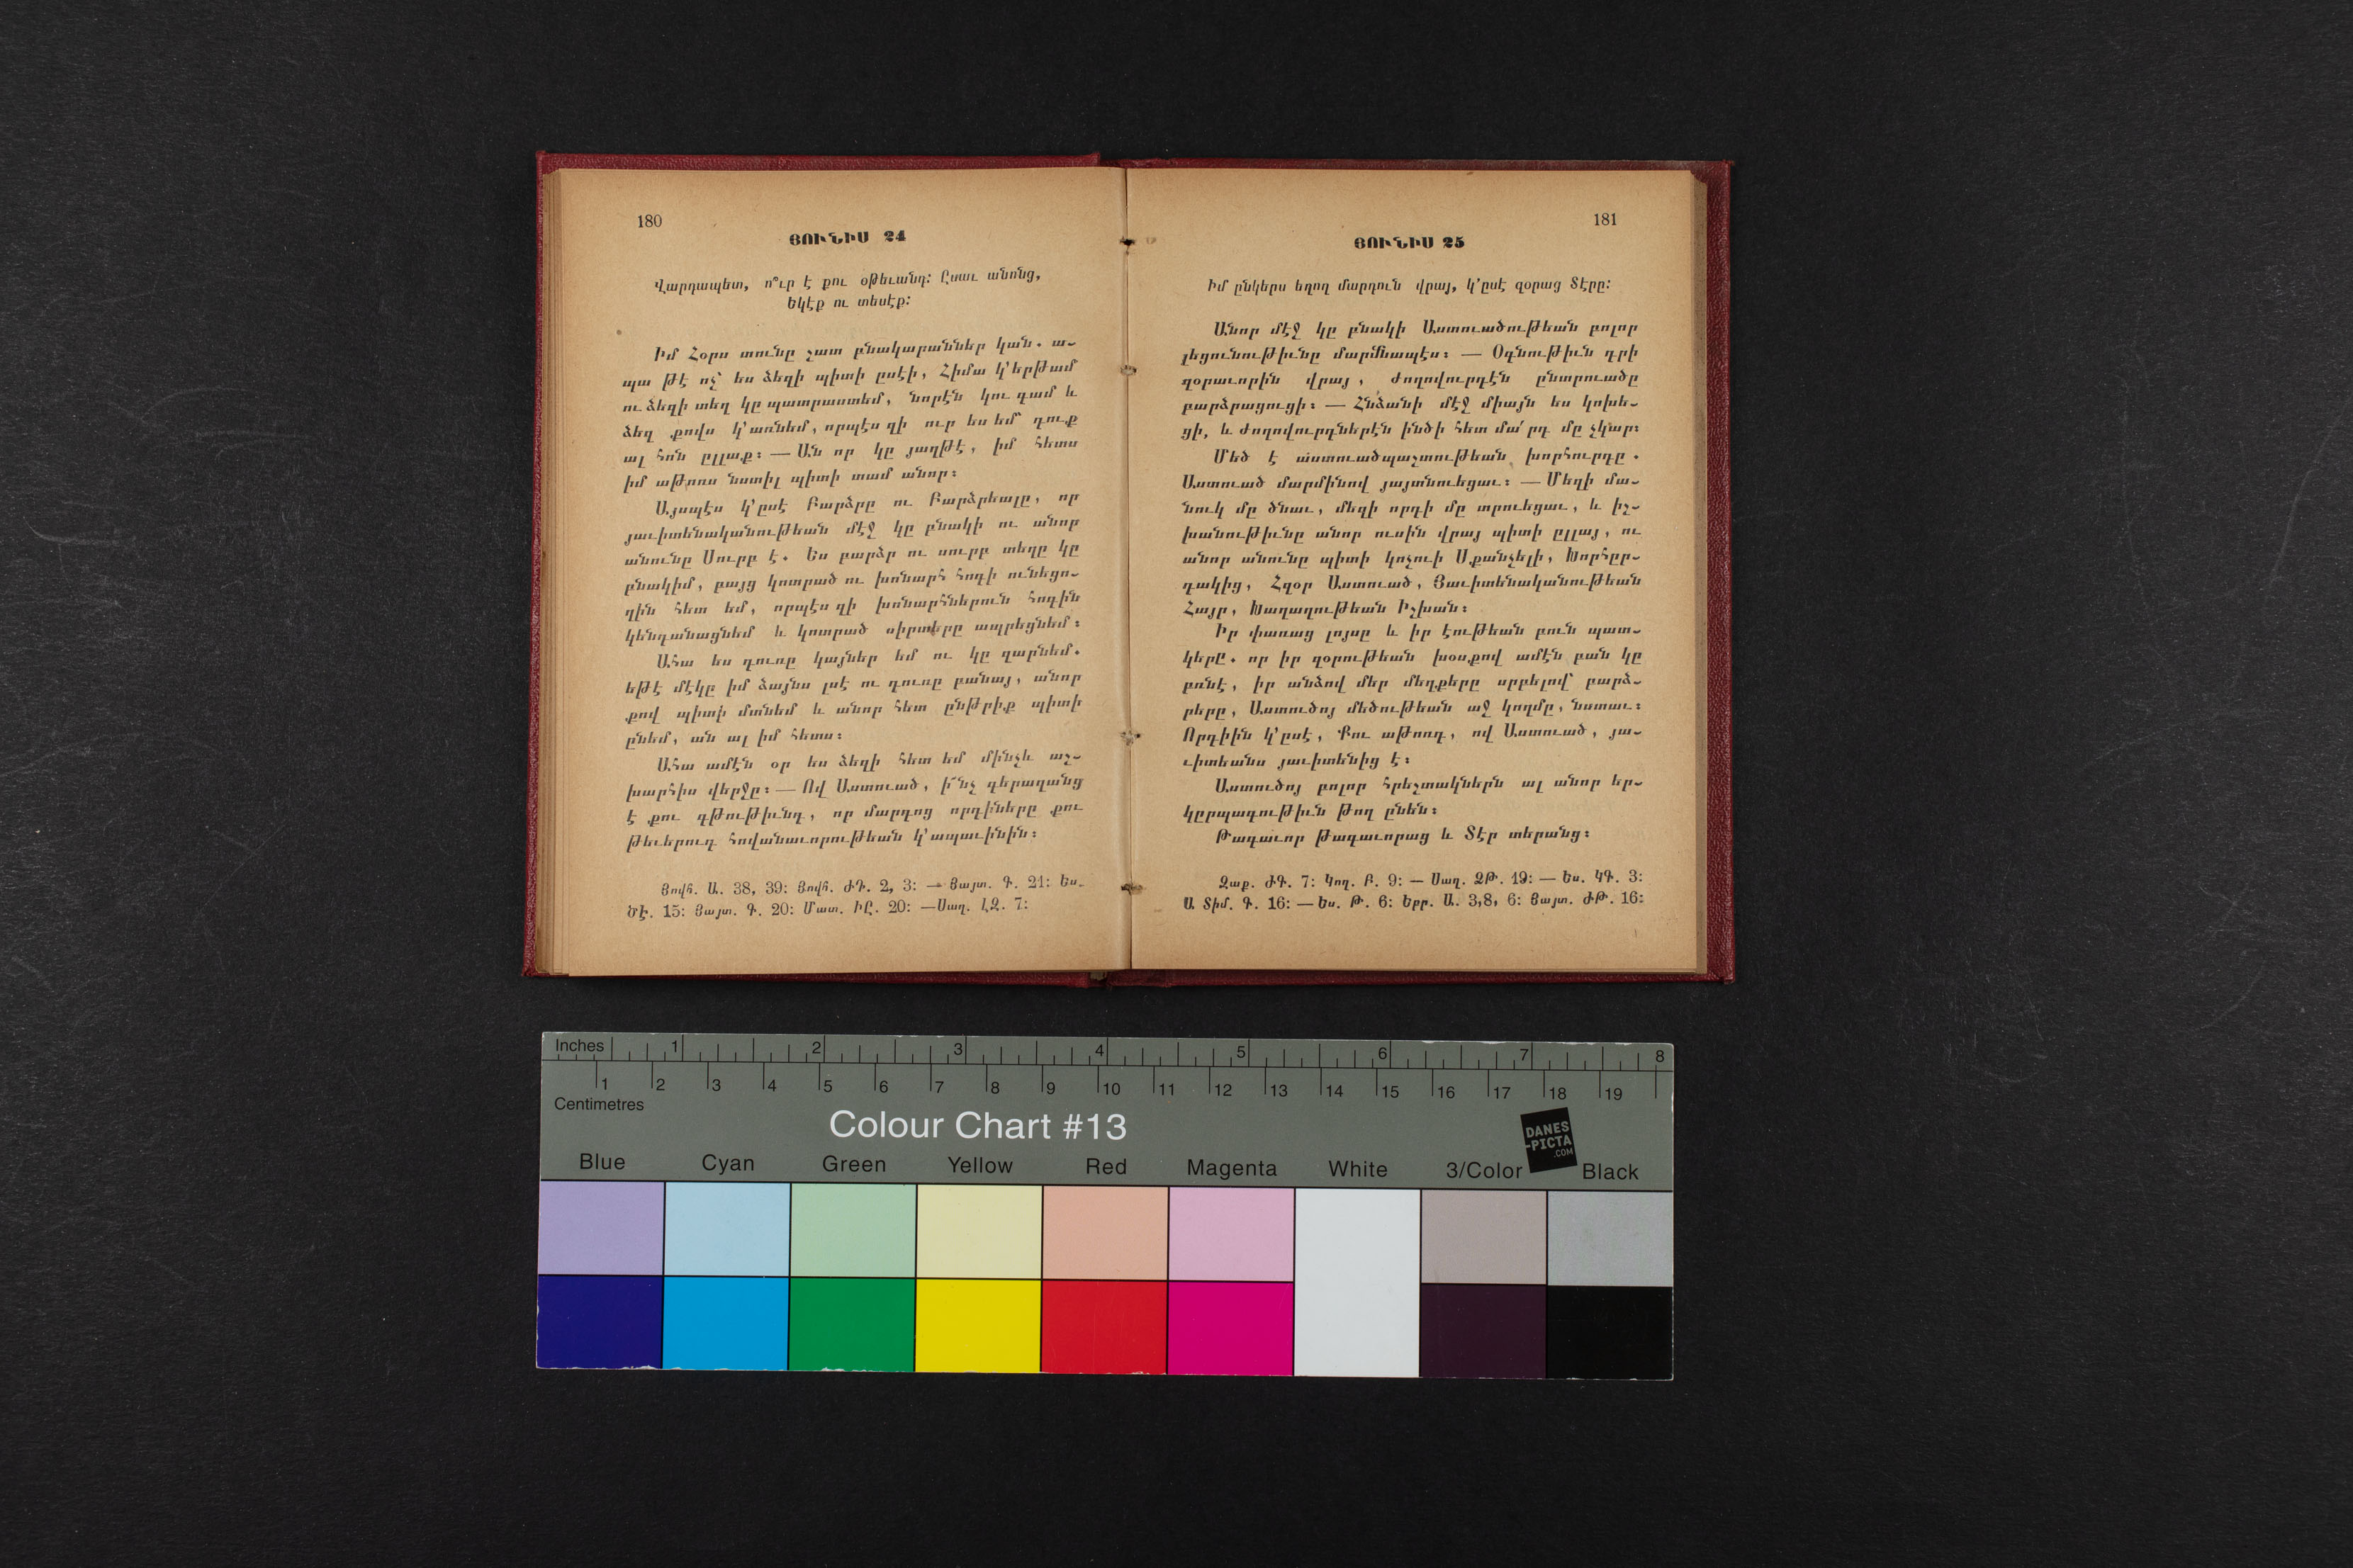 180
ՅՈՒՆԻՍ 24
Վարդապետ, ո՞ւր է քու օթեւանդ: Ըսաւ անոնց,
Եկէք ու տեսէք:
Իմ Հօրս տունը շատ բնակարաններ կան. ա-
պա թէ ոչ՝ ես ձեզի պիտի ըսէի, Հիմա կ'երթամ
ու ձեզի տեղ կը պատրաստեմ, նորէն կու գամ և
ձեզ քովս կ'առնեմ, որպէս զի ուր ես եմ՝ դուք
ալ հոն ըլլաք: — Ան որ կը յաղթէ, իմ հետս
իմ աթոռս նստիլ պիտի տամ անոր:
Այսպէս կ'ըսէ Բարձրը ու Բարձրեալը, որ
յաւիտենականութեան մէջ կը բնակի ու անոր
անունը Սուրբ է. Ես բարձր ու սուրբ տեղը կը
բնակիմ, բայց կոտրած ու խոնարհ հոգի ունեցո-
ղին հետ եմ, որպէս զի խոնարհներուն հոգին
կենդանացնեմ և կոտրած սիրտերը ապրեցնեմ:
Ահա ես դուռը կայներ եմ ու կը զարնեմ.
եթէ մէկը իմ ձայնս լսէ ու դուռը բանայ, անոր
քով պիտի մտնեմ և անոր հետ ընթրիք պիտի
ընեմ, ան ալ իմ հետս:
Ահա ամէն օր ես ձեզի հետ եմ մինչև աշ-
խարհիս վերջը: — Ով Աստուած, ի՜նչ գերազանց
է քու գթութիւնդ, որ մարդոց որդիները քու
թեւերուդ հովանաւորութեան կ'ապաւինին:
Յովհ. Ա. 38, 39: Յովհ. ԺԴ. 2, 3: — Յայտ. Գ. 21: Ես.
ԾԷ. 15: Յայտ. Գ. 20: Մատ. ԻԸ. 20: —Սաղ. ԼԶ. 7:
181
ՅՈՒՆԻՍ 25
Իմ ընկերս եղող մարդուն վրայ, կ'ըսէ զօրաց Տէրը:
Անոր մէջ կը բնակի Աստուածութեան բոլոր
լեցունութիւնը մարմնապէս: — Օգնութիւն դրի
զօրաւորին վրայ, ժողովուրդէն ընտրուածը
բարձրացուցի: — Հնձանի մէջ միայն ես կոխե-
ցի, և ժողովուրդներէն ինծի հետ մա՛րդ մը չկար:
Մեծ է աստուածպաշտութեան խորհուրդը.
Աստուած մարմինով յայտնուեցաւ: — Մեզի մա-
նուկ մը ծնաւ, մեզի որդի մը տրուեցաւ, և իշ-
խանութիւնը անոր ուսին վրայ պիտի ըլլայ, ու
անոր անունը պիտի կոչուի Սքանչելի, Խորհըր-
դակից, Հզօր Աստուած, Յաւիտենականութեան
Հայր, Խաղաղութեան Իշխան:
Իր փառաց լոյսը և իր էութեան բուն պատ-
կերը. որ իր զօրութեան խօսքով ամէն բան կը
բռնէ, իր անձով մեր մեղքերը սրբելով՝ բարձ-
րերը, Աստուծոյ մեծութեան աջ կողմը, նստաւ:
Որդիին կ'ըսէ, Քու աթոռդ, ով Աստուած, յա-
ւիտեանս յաւիտենից է:
Աստուծոյ բոլոր հրեշտակներն ալ անոր եր-
կըրպագութիւն թող ընեն:
Թագաւոր թագաւորաց և Տէր տերանց:
Զաք. ԺԳ. 7: Կող. Բ. 9: — Սաղ. ՁԹ. 19: — Ես. ԿԳ. 3:
Ա. Տիմ. Գ. 16: — Ես. Թ. 6: Եբր. Ա. 3,8, 6: Յայտ. ԺԹ. 16:
Inches 1 2 3 4 5 6 7 8
1 2 3 4 5 6 7 8 9 10 11 12 13 14 15 16 17 18 19
Centimetres
Colour Chart #13
DANES
-PICTA
.COM
Blue Cyan Green Yellow Red Magenta White 3/Color Black